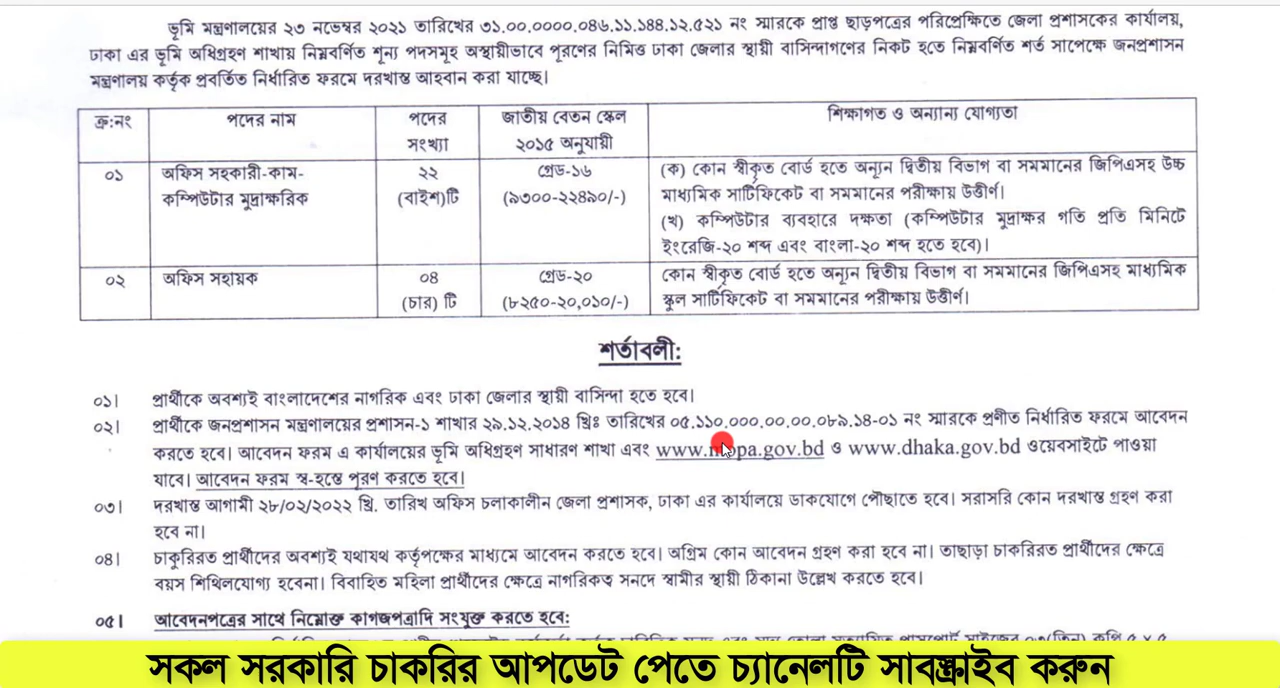 ভূমি মন্ত্রণালয়ের ২৩ নভেম্বর ২০২১ তারিখের ৩১.০০.০০০০.০৪৬.১১.১৪৪.১২.৫২১ নং স্মারকে প্রাপ্ত ছাড়পত্রের পরিপ্রেক্ষিতে জেলা প্রশাসকের কার্যালয়,
ঢাকা এর ভূমি অধিগ্রহণ শাখায় নিম্নবর্ণিত শূন্য পদসমূহ অস্থায়ীভাবে পূরণের নিমিত্ত ঢাকা জেলার স্থায়ী বাসিন্দাগণের নিকট হতে নিম্নবর্ণিত শর্ত সাপেক্ষে জনপ্রশাসন
মন্ত্রণালয় কর্তৃক প্রবর্তিত নির্ধারিত ফরমে দরখাস্ত আহবান করা যাচ্ছে।
ক্র:নং পদের নাম পদের সংখ্যা জাতীয় বেতন স্কেল ২০১৫ অনুযায়ী শিক্ষাগত ও অন্যান্য যোগ্যতা
০১ অফিস সহকারী-কাম- ২২ গ্রেড-১৬ (ক) কোন স্বীকৃত বোর্ড হতে অন্যূন দ্বিতীয় বিভাগ বা সমমানের জিপিএসহ উচ্চ
কম্পিউটার মুদ্রাক্ষরিক (বাইশ)টি (৯৩০০-২২৪৯০/-) মাধ্যমিক সার্টিফিকেট বা সমমানের পরীক্ষায় উত্তীর্ণ।
(খ) কম্পিউটার ব্যবহারে দক্ষতা (কম্পিউটার মুদ্রাক্ষর গতি প্রতি মিনিটে
ইংরেজি-২০ শব্দ এবং বাংলা-২০ শব্দ হতে হবে)।
০২ অফিস সহায়ক ০৪ গ্রেড-২০ কোন স্বীকৃত বোর্ড হতে অন্যূন দ্বিতীয় বিভাগ বা সমমানের জিপিএসহ মাধ্যমিক
(চার) টি (৮২৫০-২০,০১০/-) স্কুল সার্টিফিকেট বা সমমানের পরীক্ষায় উত্তীর্ণ।
শর্তাবলী:
০১। প্রার্থীকে অবশ্যই বাংলাদেশের নাগরিক এবং ঢাকা জেলার স্থায়ী বাসিন্দা হতে হবে।
০২। প্রার্থীকে জনপ্রশাসন মন্ত্রণালয়ের প্রশাসন-১ শাখার ২৯.১২.২০১৪ খ্রিঃ তারিখের ০৫.১১০.০০০.০০.০০.০৮৯.১৪-০১ নং স্মারকে প্রণীত নির্ধারিত ফরমে আবেদন
করতে হবে। আবেদন ফরম এ কার্যালয়ের ভূমি অধিগ্রহণ সাধারণ শাখা এবং www.mopa.gov.bd ও www.dhaka.gov.bd ওয়েবসাইটে পাওয়া
যাবে। আবেদন ফরম স্ব-হস্তে পূরণ করতে হবে।
০৩। দরখাস্ত আগামী ২৮/০২/২০২২ খ্রি. তারিখ অফিস চলাকালীন জেলা প্রশাসক, ঢাকা এর কার্যালয়ে ডাকযোগে পৌছাতে হবে। সরাসরি কোন দরখাস্ত গ্রহণ করা
হবে না।
০৪। চাকুরিরত প্রার্থীদের অবশ্যই যথাযথ কর্তৃপক্ষের মাধ্যমে আবেদন করতে হবে। অগ্রিম কোন আবেদন গ্রহণ করা হবে না। তাছাড়া চাকরিরত প্রার্থীদের ক্ষেত্রে
বয়স শিথিলযোগ্য হবেনা। বিবাহিত মহিলা প্রার্থীদের ক্ষেত্রে নাগরিকত্ব সনদে স্বামীর স্থায়ী ঠিকানা উল্লেখ করতে হবে।
০৫। আবেদনপত্রের সাথে নিম্নোক্ত কাগজপত্রাদি সংযুক্ত করতে হবে:
সকল সরকারি চাকরির আপডেট পেতে চ্যানেলটি সাবস্ক্রাইব করুন